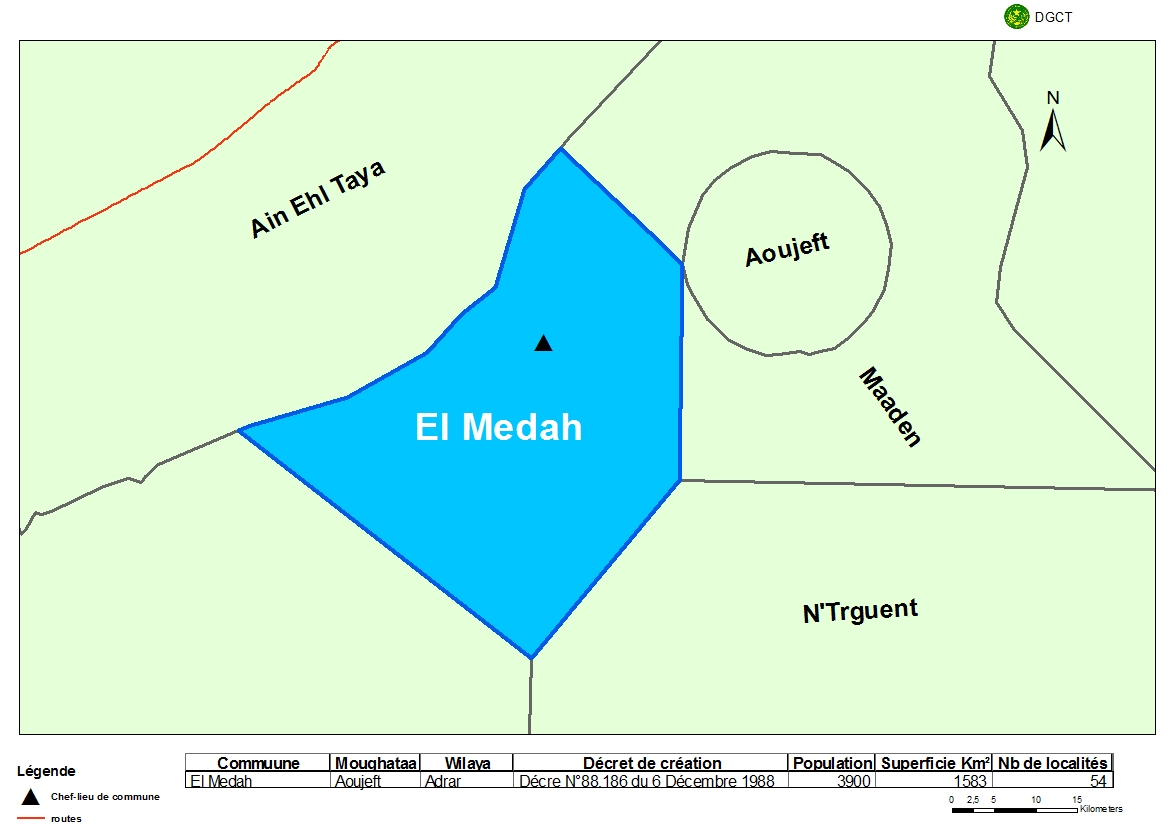 DGCT
N
Ain Ehl Taya
Aoujeft
Maaden
El Medah
N'Trguent
Légende
Chef-lieu de commune
routes
Commuune Moughataa Wilaya Décret de création Population Superficie Km² Nb de localités
El Medah Aoujeft Adrar Décre N°88.186 du 6 Décembre 1988 3900 1583 54
0 2,5 5 10 15
Kilometers